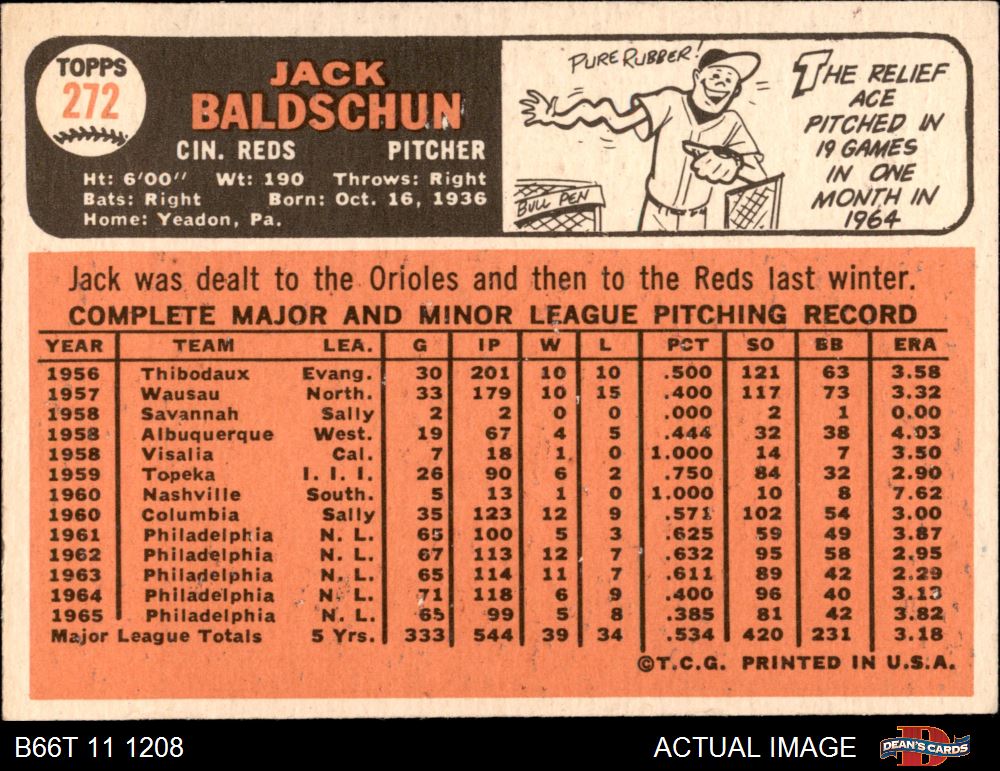 TOPPS
272
JACK
BALDSCHUN
CIN. REDS PITCHER
Ht: 6'00" Wt: 190 Throws: Right
Bats: Right Born: Oct. 16, 1936
Home: Yeadon, Pa.
PURE RUBBER!
BULL PEN
THE RELIEF
ACE
PITCHED IN
19 GAMES
IN ONE
MONTH IN
1964
Jack was dealt to the Orioles and then to the Reds last winter.
COMPLETE MAJOR AND MINOR LEAGUE PITCHING RECORD
YEAR TEAM LEA. G IP W L PCT SO BB ERA
1956 Thibodaux Evang. 30 201 10 10 .500 121 63 3.58
1957 Wausau North. 33 179 10 15 .400 117 73 3.32
1958 Savannah Sally 2 2 0 0 .000 2 1 0.00
1958 Albuquerque West. 19 67 4 5 .444 32 38 4.03
1958 Visalia Cal. 7 18 1 0 1.000 14 7 3.50
1959 Topeka I. I. I. 26 90 6 2 .750 84 32 2.90
1960 Nashville South. 5 13 1 0 1.000 10 8 7.62
1960 Columbia Sally 35 123 12 9 .571 102 54 3.00
1961 Philadelphia N. L. 65 100 5 3 .625 59 49 3.87
1962 Philadelphia N. L. 67 113 12 7 .632 95 58 2.95
1963 Philadelphia N. L. 65 114 11 7 .611 89 42 2.29
1964 Philadelphia N. L. 71 118 6 9 .400 96 40 3.13
1965 Philadelphia N. L. 65 99 5 8 .385 81 42 3.82
Major League Totals 5 Yrs. 333 544 39 34 .534 420 231 3.18
©T.C.G. PRINTED IN U.S.A.
B66T 11 1208 ACTUAL IMAGE DEAN'S CARDS